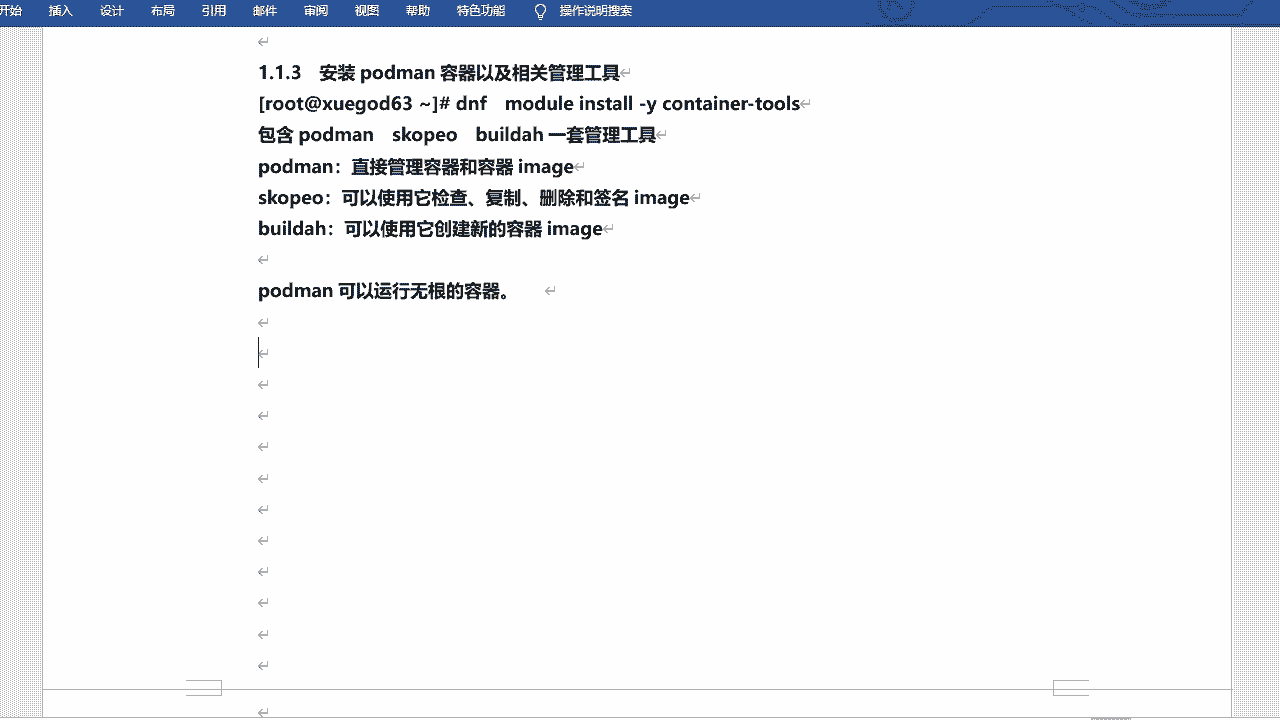 开始 插入 设计 布局 引用 邮件 审阅 视图 帮助 特色功能 操作说明搜索
1.1.3 安装 podman 容器以及相关管理工具
[root@xuegod63 ~]# dnf module install -y container-tools
包含 podman skopeo buildah 一套管理工具
podman：直接管理容器和容器 image
skopeo：可以使用它检查、复制、删除和签名 image
buildah：可以使用它创建新的容器 image
podman 可以运行无根的容器。